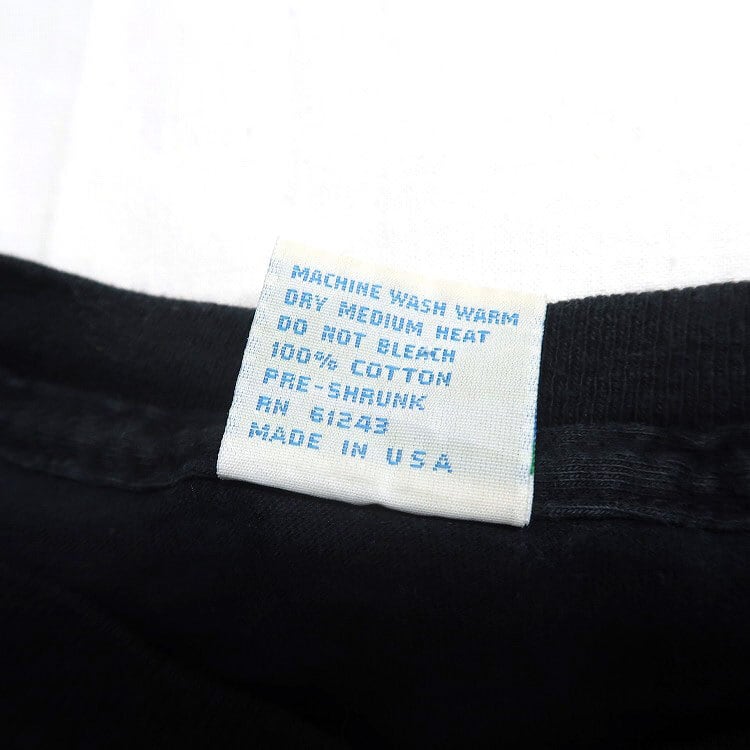 MACHINE WASH WARM
DRY MEDIUM HEAT
DO NOT BLEACH
100% COTTON
PRE-SHRUNK
RN 61243
MADE IN USA